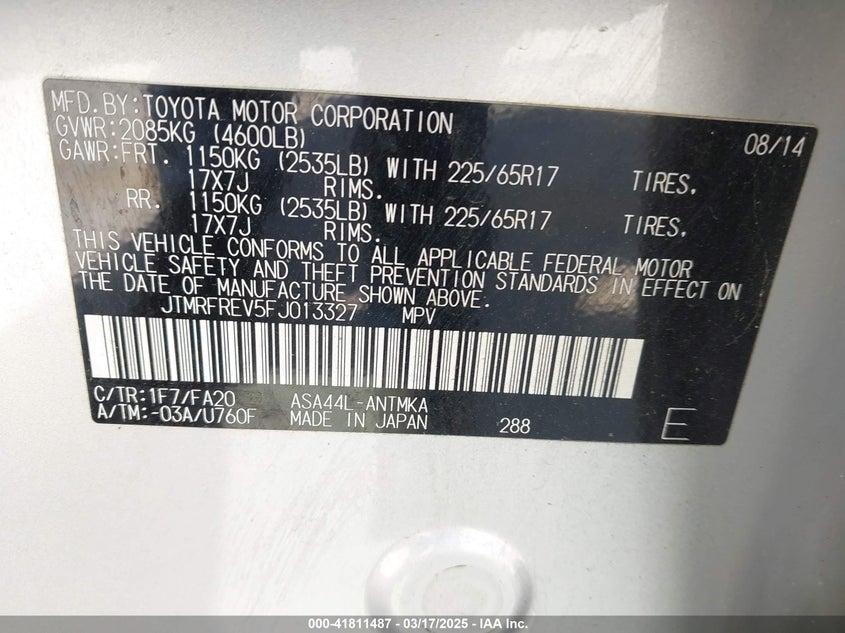 MFD.BY:TOYOTA MOTOR CORPORATION 08/14
GVWR:2085KG (4600LB)
GAWR:FRT. 1150KG (2535LB) WITH 225/65R17 TIRES,
17X7J RIMS.
RR. 1150KG (2535LB) WITH 225/65R17 TIRES,
17X7J RIMS.
THIS VEHICLE CONFORMS TO ALL APPLICABLE FEDERAL MOTOR
VEHICLE SAFETY AND THEFT PREVENTION STANDARDS IN EFFECT ON
THE DATE OF MANUFACTURE SHOWN ABOVE.
JTMRFREV5FJ013327 MPV
C/TR:1F7/FA20 ASA44L-ANTMKA
A/TM:-03A/U760F MADE IN JAPAN 288 E
000-41811487 - 03/17/2025 - IAA Inc.